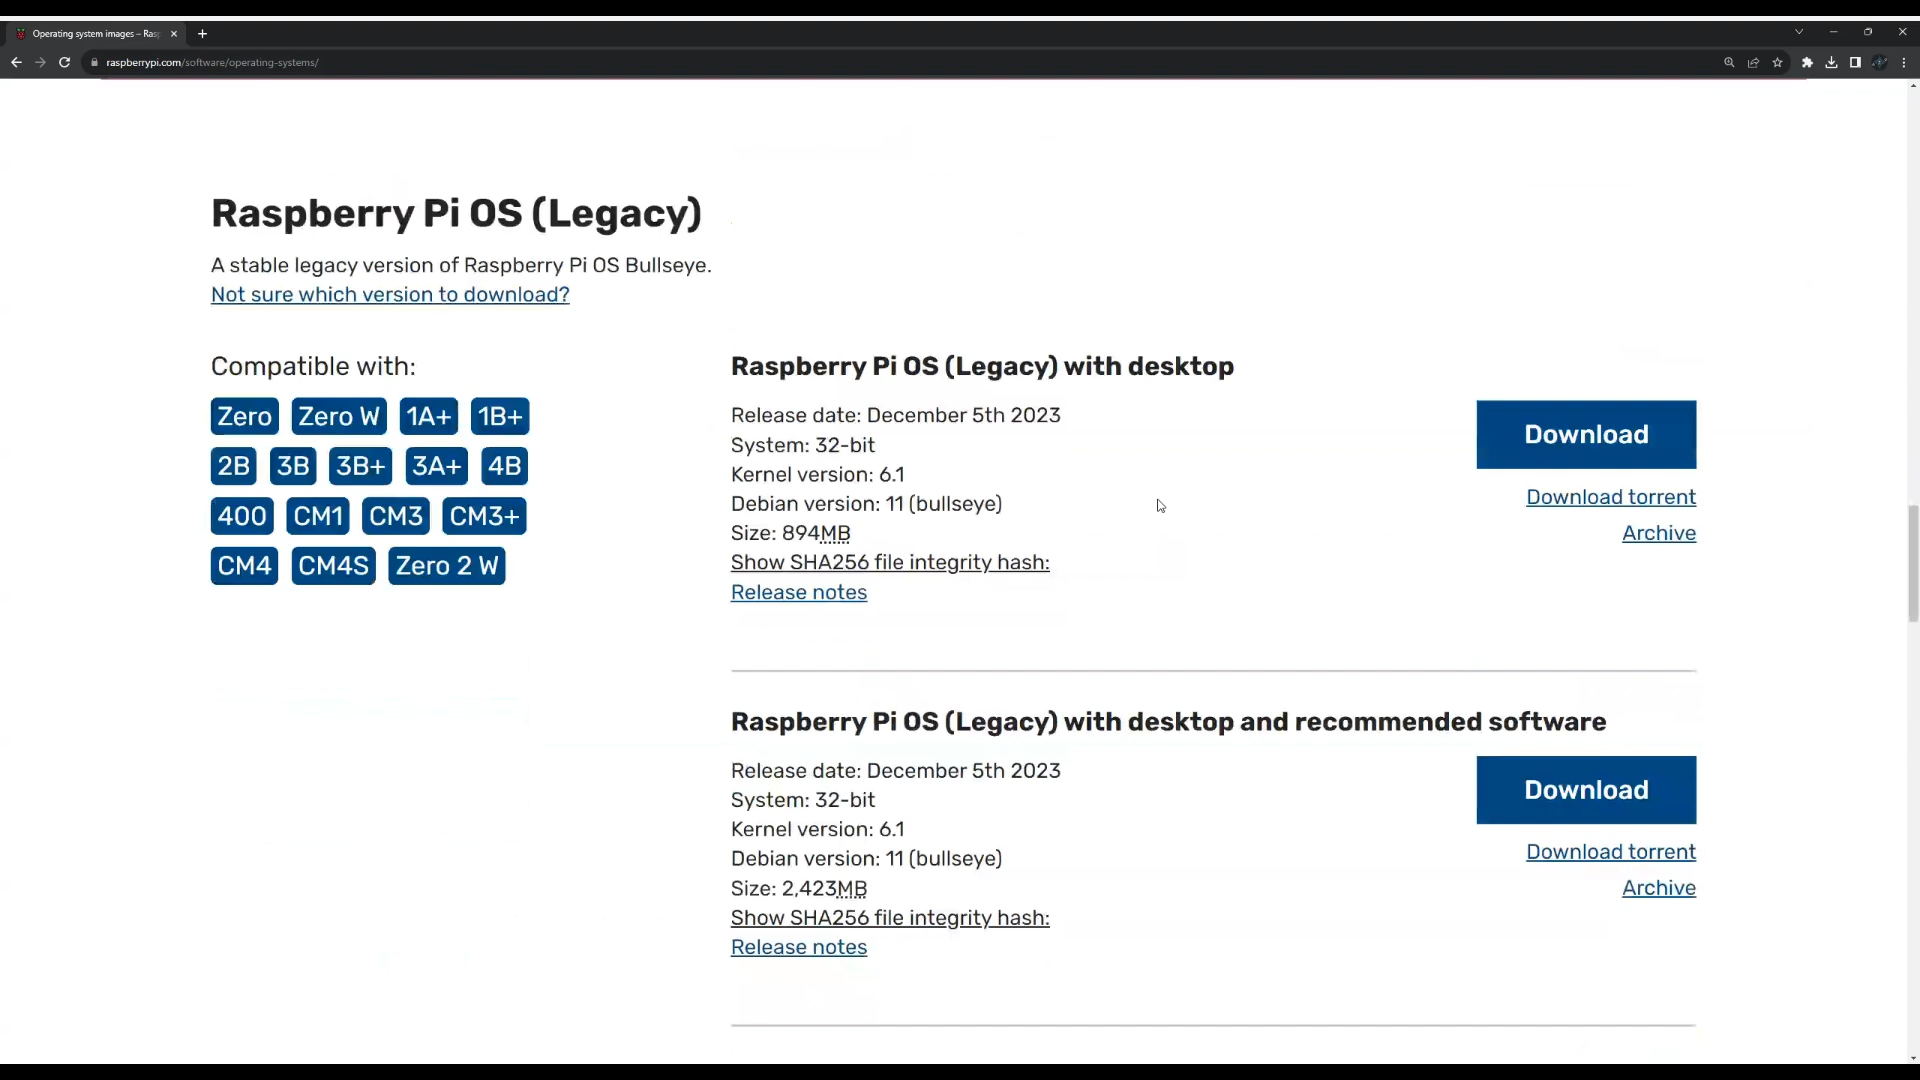 Operating system images – Ras
raspberrypi.com/software/operating-systems/
Raspberry Pi OS (Legacy)
A stable legacy version of Raspberry Pi OS Bullseye.
Not sure which version to download?
Compatible with:
Zero Zero W 1A+ 1B+
2B 3B 3B+ 3A+ 4B
400 CM1 CM3 CM3+
CM4 CM4S Zero 2 W
Raspberry Pi OS (Legacy) with desktop
Release date: December 5th 2023
System: 32-bit
Kernel version: 6.1
Debian version: 11 (bullseye)
Size: 894MB
Show SHA256 file integrity hash:
Release notes
Download
Download torrent
Archive
Raspberry Pi OS (Legacy) with desktop and recommended software
Release date: December 5th 2023
System: 32-bit
Kernel version: 6.1
Debian version: 11 (bullseye)
Size: 2,423MB
Show SHA256 file integrity hash:
Release notes
Download
Download torrent
Archive